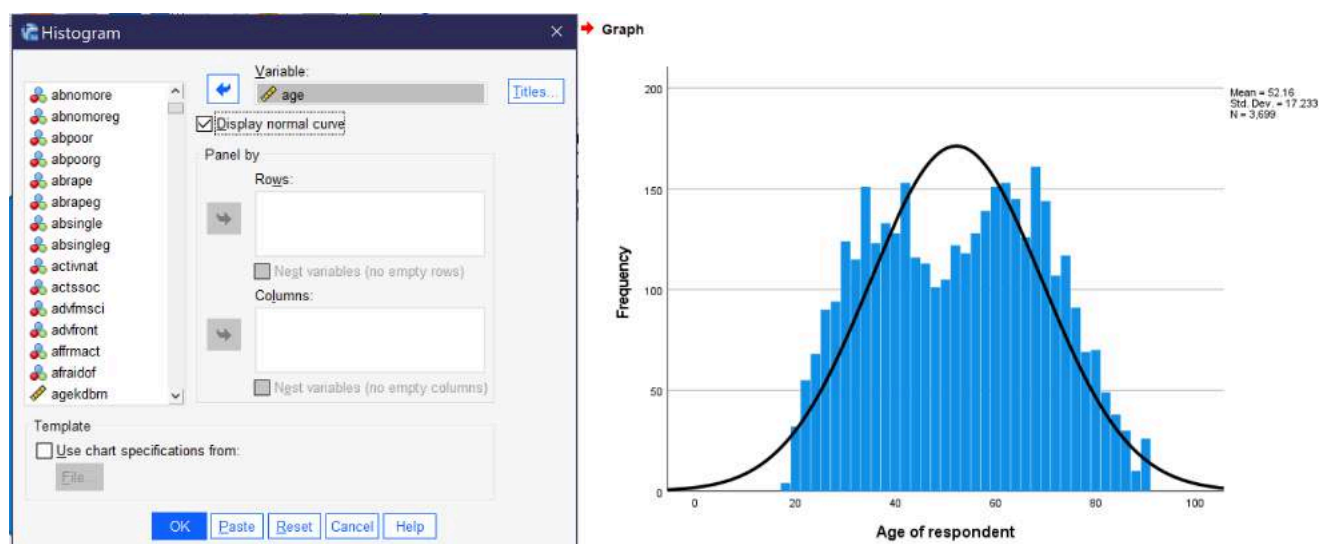 Histogram
Variable:
age
Titles...
Display normal curve
abnomore
abnomoreg
abpoor
abpoorg
abrape
abrapeg
absingle
absingleg
activnat
actssoc
advfmsci
advfront
affrmact
afraidof
agekdbrn
Panel by
Rows:
Nest variables (no empty rows)
Columns:
Nest variables (no empty columns)
Template
Use chart specifications from:
File...
OK
Paste
Reset
Cancel
Help
Graph
Mean = 52.16
Std. Dev. = 17.233
N = 3,699
Frequency
200
150
100
50
0
0 20 40 60 80 100
Age of respondent